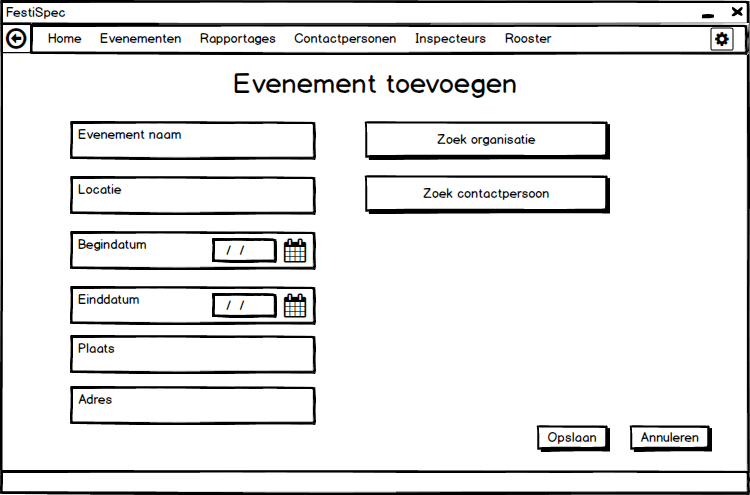 FestiSpec
Home Evenementen Rapportages Contactpersonen Inspecteurs Rooster
Evenement toevoegen
Evenement naam
Zoek organisatie
Locatie
Zoek contactpersoon
Begindatum / /
Einddatum / /
Plaats
Adres
Opslaan Annuleren